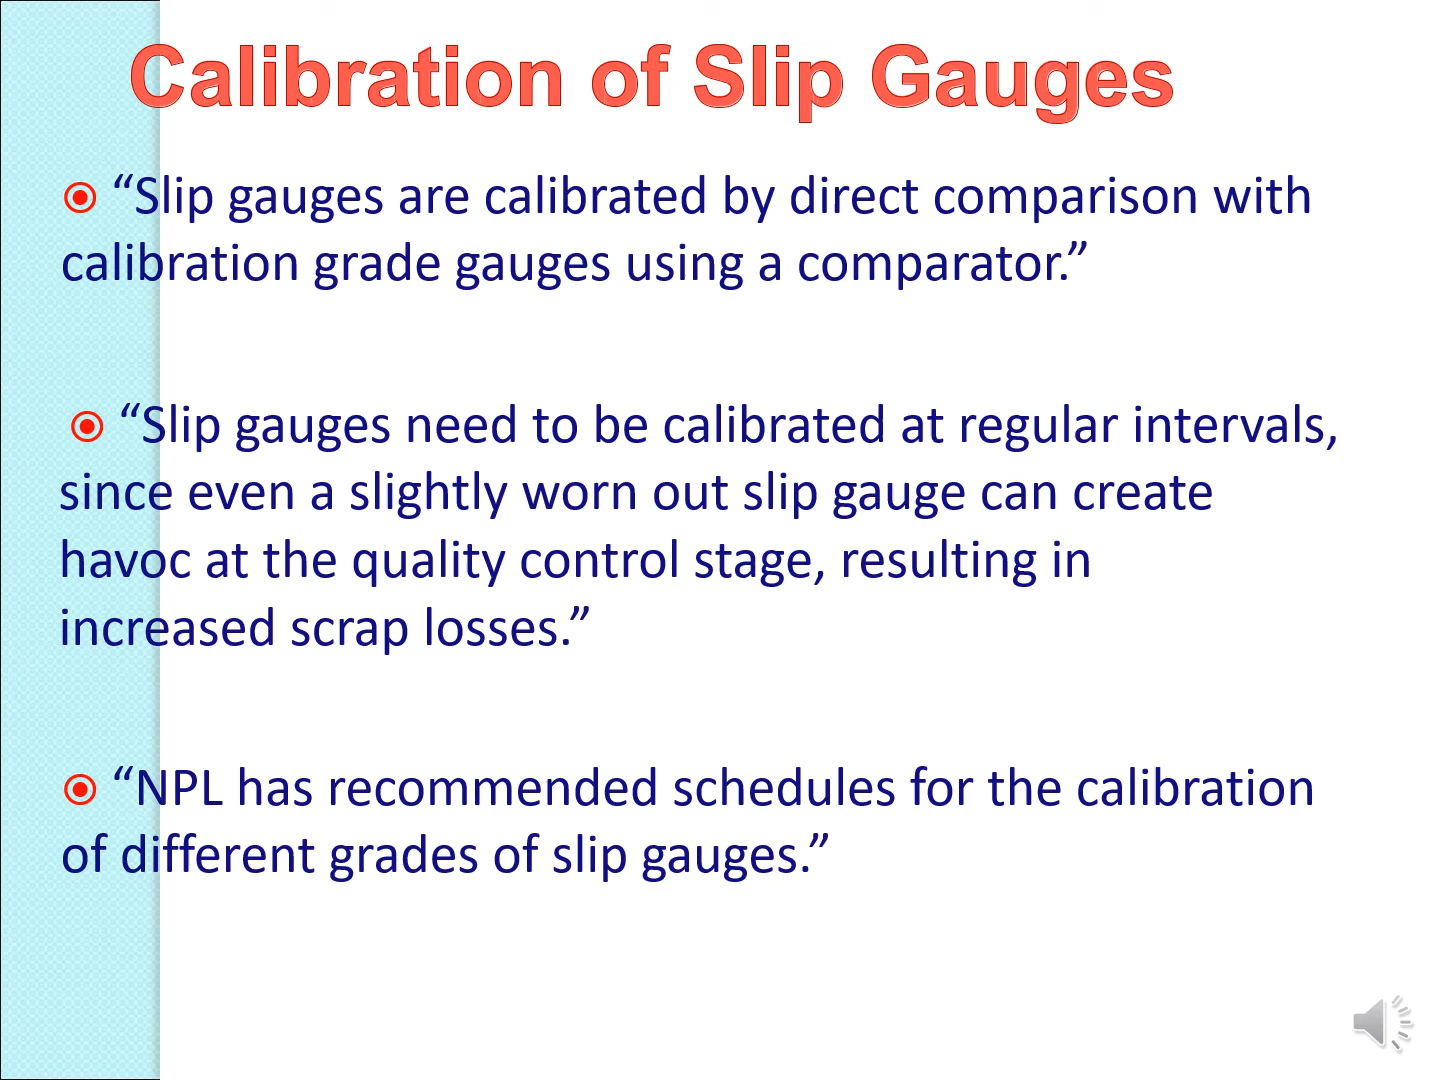 Calibration of Slip Gauges
“Slip gauges are calibrated by direct comparison with
calibration grade gauges using a comparator.”
“Slip gauges need to be calibrated at regular intervals,
since even a slightly worn out slip gauge can create
havoc at the quality control stage, resulting in
increased scrap losses.”
“NPL has recommended schedules for the calibration
of different grades of slip gauges.”